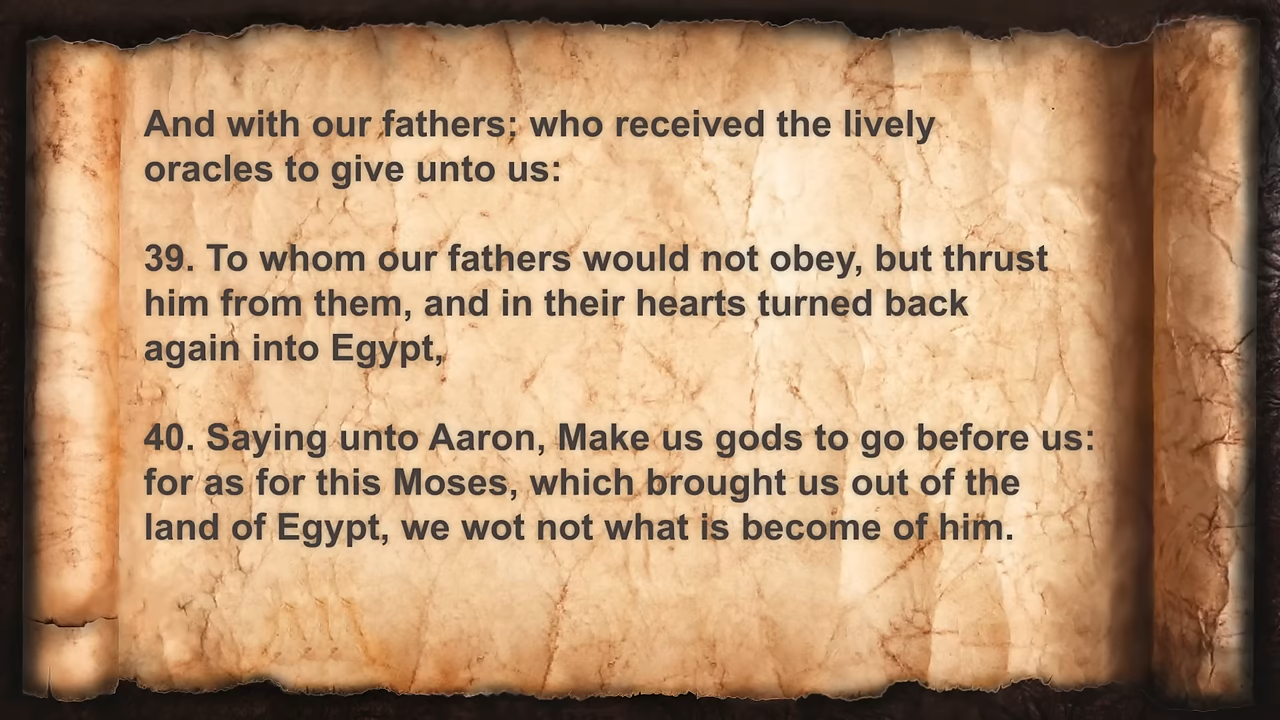 And with our fathers: who received the lively
oracles to give unto us:
39. To whom our fathers would not obey, but thrust
him from them, and in their hearts turned back
again into Egypt,
40. Saying unto Aaron, Make us gods to go before us:
for as for this Moses, which brought us out of the
land of Egypt, we wot not what is become of him.